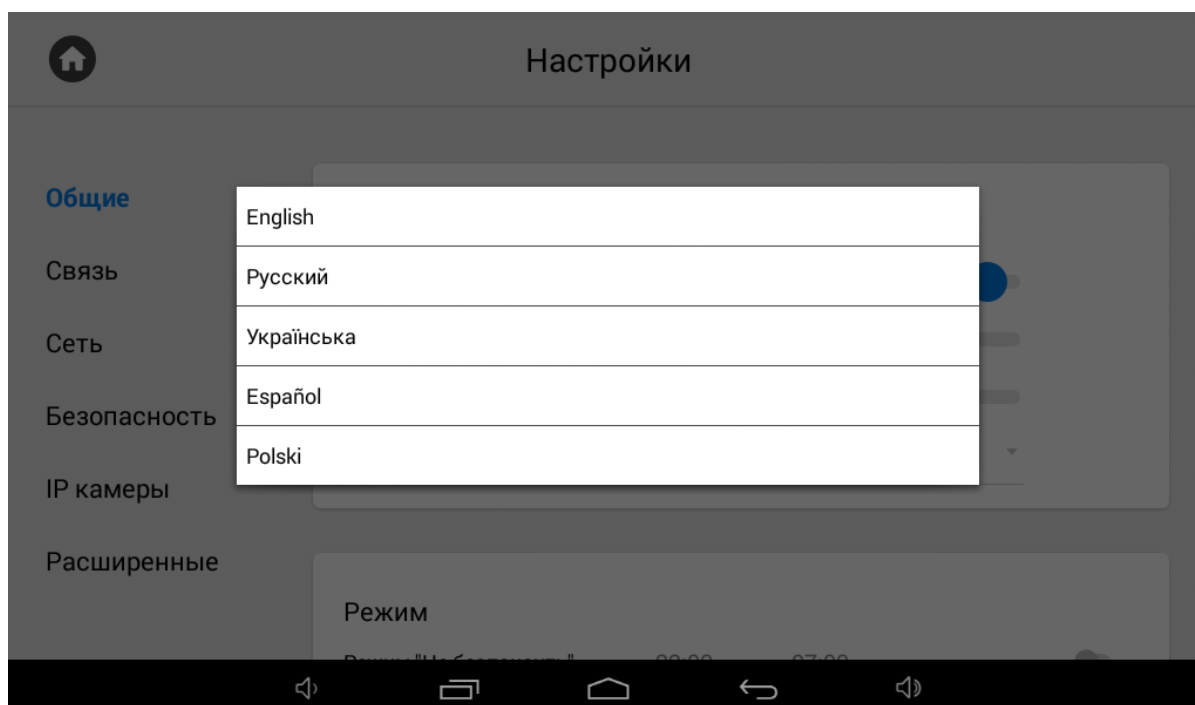 Настройки
Общие
Связь
Сеть
Безопасность
IP камеры
Расширенные
English
Русский
Українська
Español
Polski
Режим